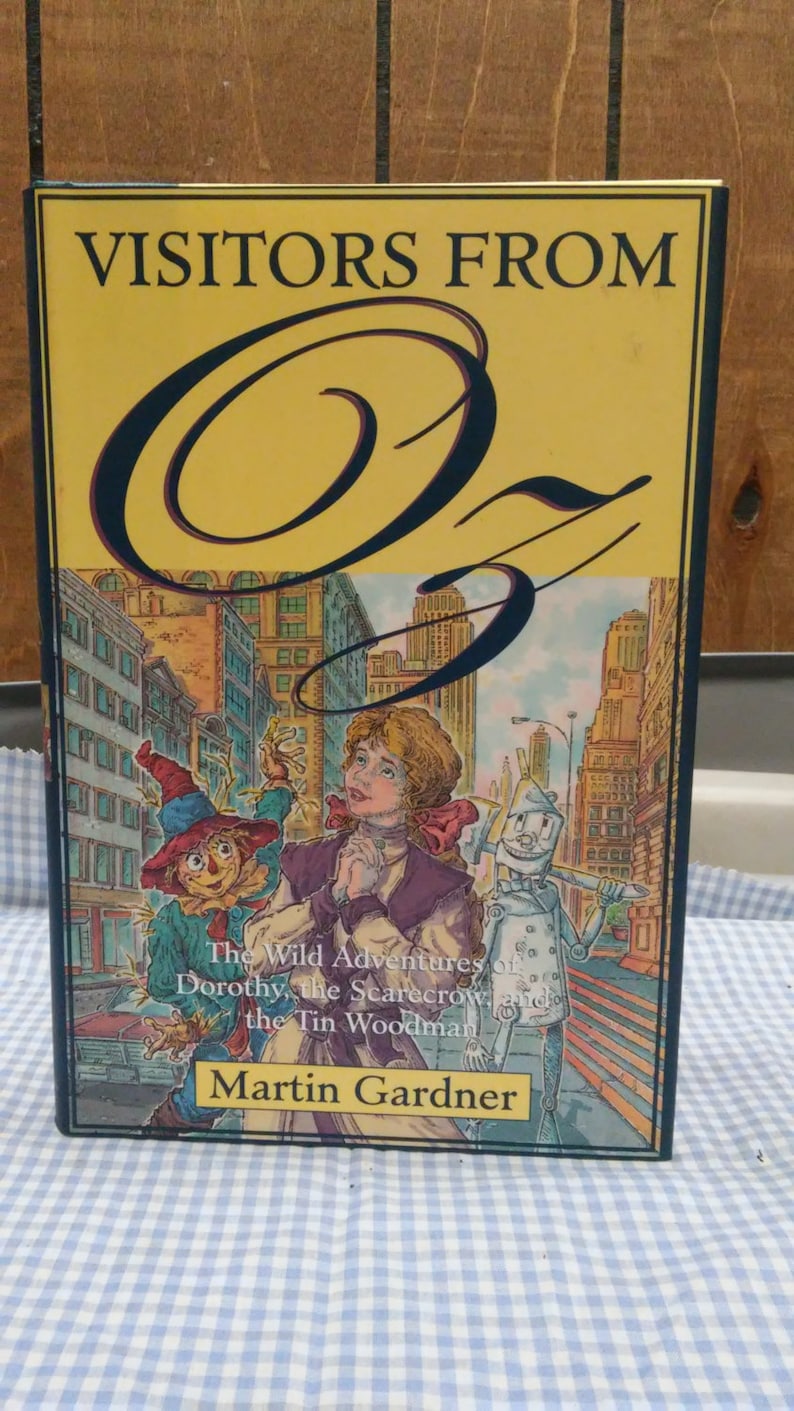 VISITORS FROM
Oz
The Wild Adventures of
Dorothy, the Scarecrow, and
the Tin Woodman
Martin Gardner